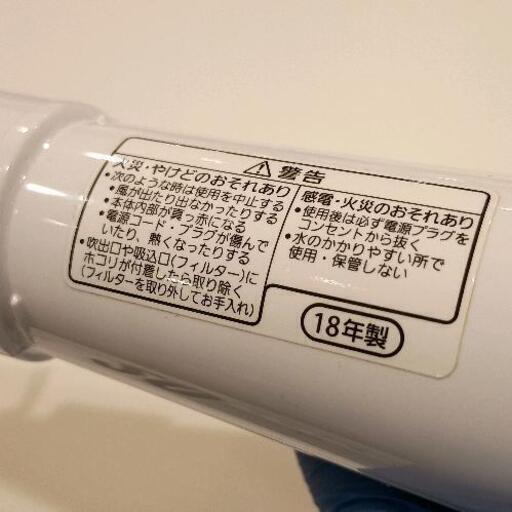 ⚠警告
火災・やけどのおそれあり
•次のような時は使用を中止する
•風が出たり出なかったりする
•本体内部が真っ赤になる
•電源コード・プラグが傷んで
いたり、熱くなったりする
•吹出口や吸込口(フィルター)に
ホコリが付着したら取り除く
(フィルターを取り外してお手入れ)
感電・火災のおそれあり
•使用後は必ず電源プラグを
コンセントから抜く
•水のかかりやすい所で
使用・保管しない
18年製